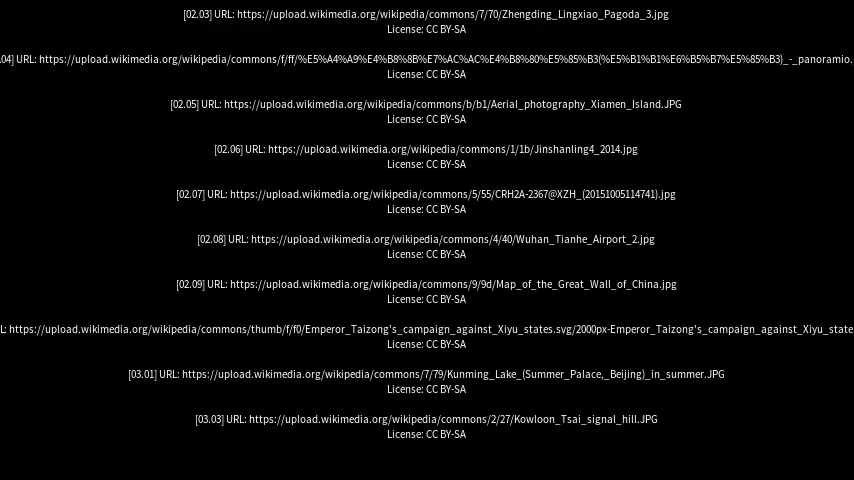 [02.03] URL: https://upload.wikimedia.org/wikipedia/commons/7/70/Zhengding_Lingxiao_Pagoda_3.jpg
License: CC BY-SA
.04] URL: https://upload.wikimedia.org/wikipedia/commons/f/ff/%E5%A4%A9%E4%B8%8B%E7%AC%AC%E4%B8%80%E5%85%B3(%E5%B1%B1%E6%B5%B7%E5%85%B3)_-_panoramio.
License: CC BY-SA
[02.05] URL: https://upload.wikimedia.org/wikipedia/commons/b/b1/Aerial_photography_Xiamen_Island.JPG
License: CC BY-SA
[02.06] URL: https://upload.wikimedia.org/wikipedia/commons/1/1b/Jinshanling4_2014.jpg
License: CC BY-SA
[02.07] URL: https://upload.wikimedia.org/wikipedia/commons/5/55/CRH2A-2367@XZH_(20151005114741).jpg
License: CC BY-SA
[02.08] URL: https://upload.wikimedia.org/wikipedia/commons/4/40/Wuhan_Tianhe_Airport_2.jpg
License: CC BY-SA
[02.09] URL: https://upload.wikimedia.org/wikipedia/commons/9/9d/Map_of_the_Great_Wall_of_China.jpg
License: CC BY-SA
L: https://upload.wikimedia.org/wikipedia/commons/thumb/f/f0/Emperor_Taizong's_campaign_against_Xiyu_states.svg/2000px-Emperor_Taizong's_campaign_against_Xiyu_state
License: CC BY-SA
[03.01] URL: https://upload.wikimedia.org/wikipedia/commons/7/79/Kunming_Lake_(Summer_Palace,_Beijing)_in_summer.JPG
License: CC BY-SA
[03.03] URL: https://upload.wikimedia.org/wikipedia/commons/2/27/Kowloon_Tsai_signal_hill.JPG
License: CC BY-SA